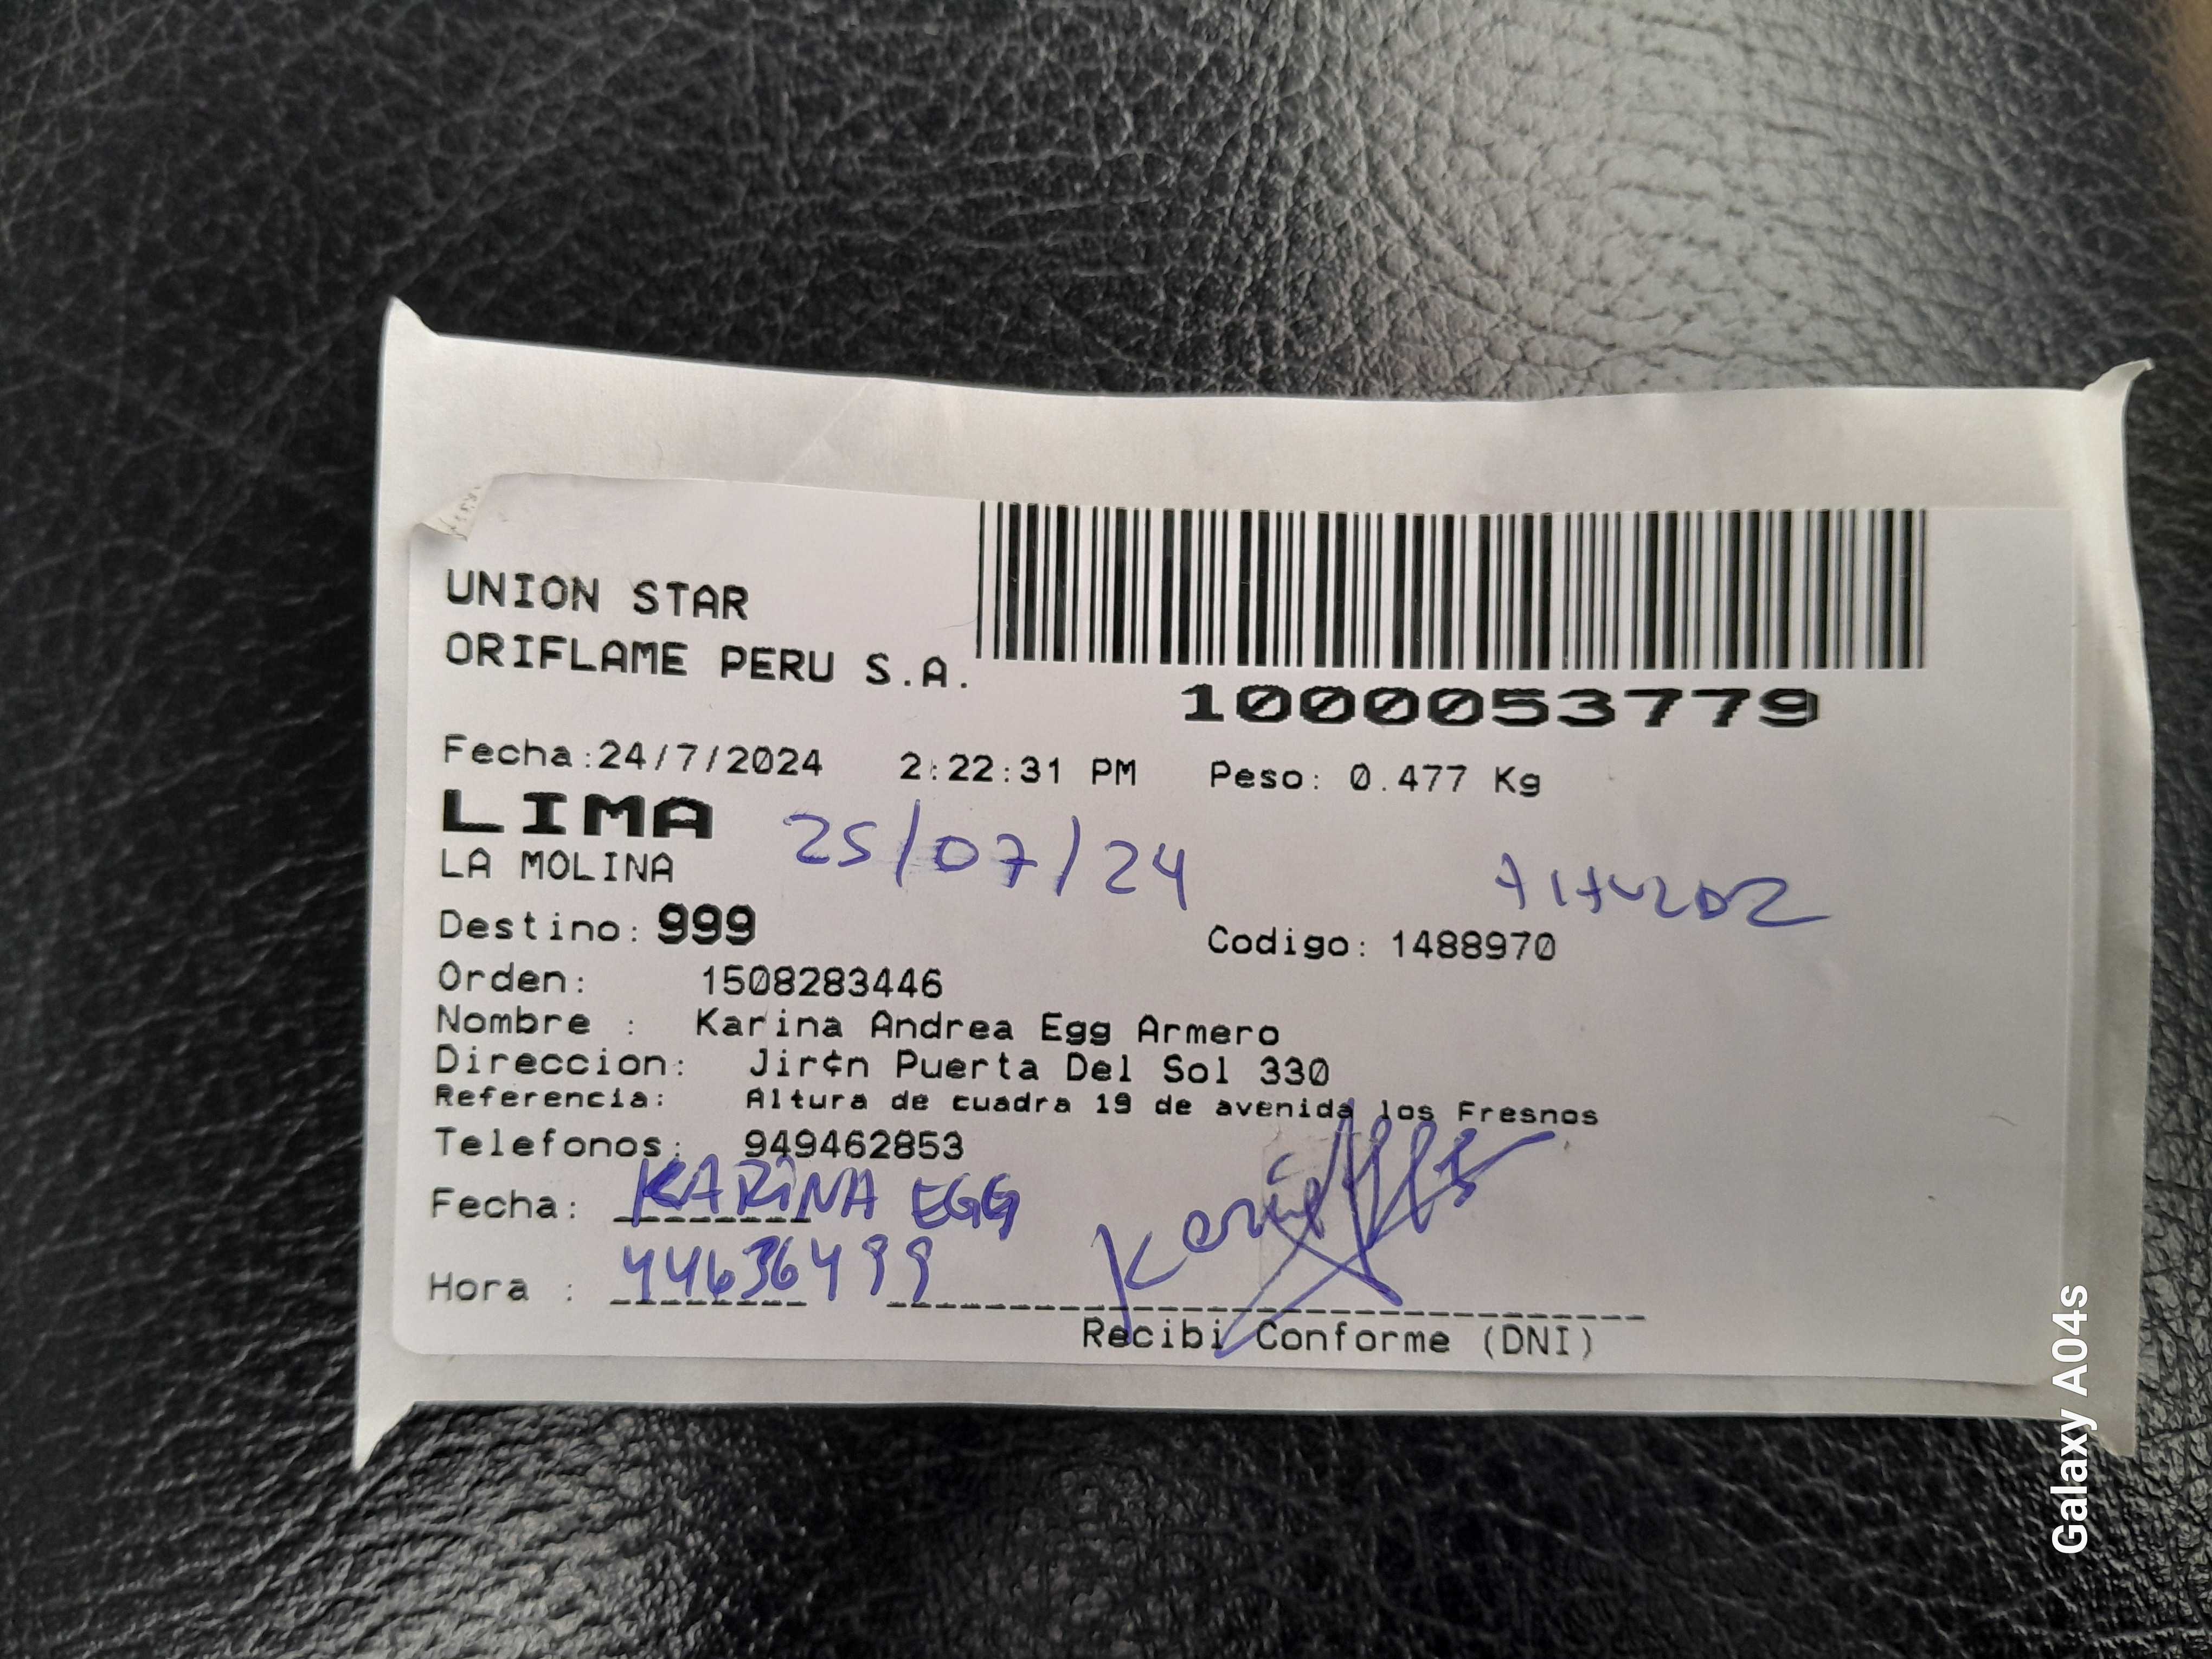 UNION STAR
ORIFLAME PERU S.A.
1000053779
Fecha:24/7/2024 2:22:31 PM Peso: 0.477 Kg
LIMA 25/07/24
LA MOLINA
Destino: 999 Codigo: 1488970
Orden: 1508283446
Nombre : Karina Andrea Egg Armero
Direccion: Jir¢n Puerta Del Sol 330
Referencia: Altura de cuadra 19 de avenida los Fresnos
Telefonos: 949462853
Fecha: KARINA EGG
Hora : 44636499
Recibi Conforme (DNI)
Galaxy A04s